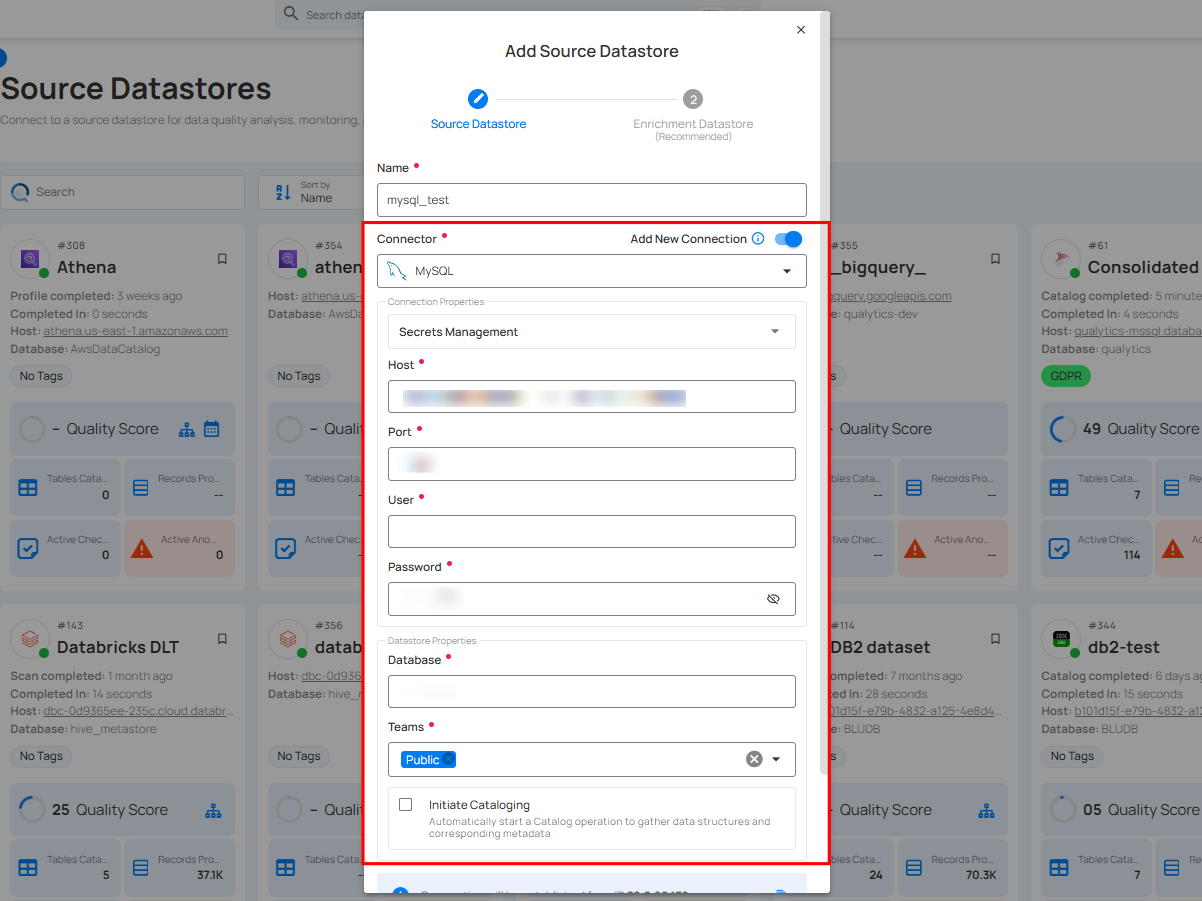 Search data
Source Datastores
Connect to a source datastore for data quality analysis, monitoring,
Search
Sort by
Name
#308
Athena
Profile completed: 3 weeks ago
Completed In: 0 seconds
Host: athena.us-east-1.amazonaws.com
Database: AwsDataCatalog
No Tags
– Quality Score
Tables Cata...
0
Records Pro...
--
Active Chec...
0
Active Ano...
0
#354
athen
Host: athena.us-
Database: AwsDa
No Tags
– Quali
Tables Cata
Active Chec
#143
Databricks DLT
Scan completed: 1 month ago
Completed In: 14 seconds
Host: dbc-0d9365ee-235c.cloud.databr...
Database: hive_metastore
No Tags
25 Quality Score
Tables Cata...
5
Records Pro...
37.1K
#356
datab
Host: dbc-0d936
Database: hive_r
No Tags
– Quali
Tables Cata
Add Source Datastore
Source Datastore
2
Enrichment Datastore
(Recommended)
Name
mysql_test
Connector
Add New Connection
MySQL
Connection Properties
Secrets Management
Host
Port
User
Password
Datastore Properties
Database
Teams
Public
Initiate Cataloging
Automatically start a Catalog operation to gather data structures and
corresponding metadata
#355
_bigquery_
query.googleapis.com
e: qualytics-dev
s
Quality Score
les Cata...
--
Records Pro...
--
tive Chec...
--
Active Ano...
--
#61
Consolidated
Catalog completed: 5 minute
Completed In: 4 seconds
Host: qualytics-mssql.databa
Database: qualytics
GDPR
49 Quality Score
Tables Cata...
7
Re
Active Chec...
114
Ac
#114
DB2 dataset
ompleted: 7 months ago
ted In: 28 seconds
01d15f-e79b-4832-a125-4e8d4...
e: BLUDB
s
Quality Score
les Cata...
24
Records Pro...
70.3K
#344
db2-test
Catalog completed: 6 days ag
Completed In: 15 seconds
Host: b101d15f-e79b-4832-a12
Database: BLUDB
No Tags
05 Quality Score
Tables Cata...
7
Re